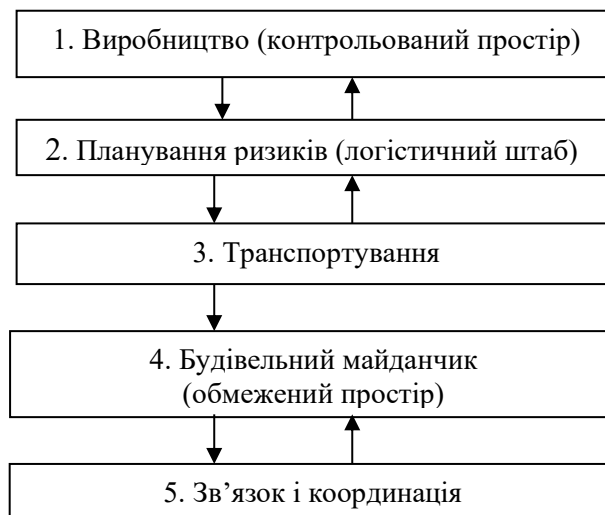 1. Виробництво (контрольований простір)
2. Планування ризиків (логістичний штаб)
3. Транспортування
4. Будівельний майданчик
(обмежений простір)
5. Зв’язок і координація